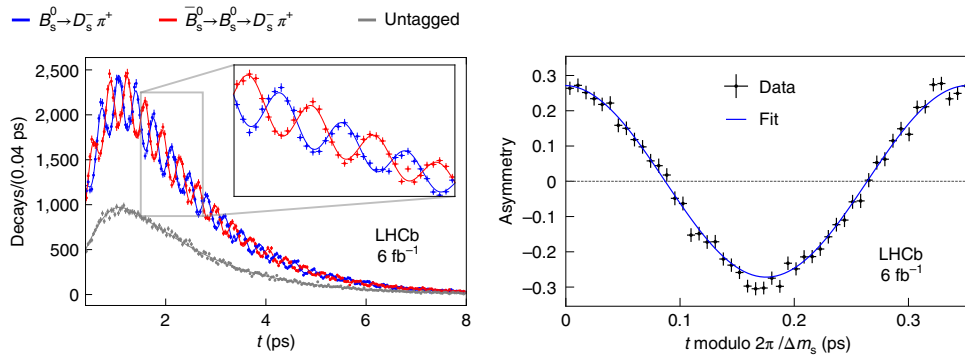 B⁰ₛ→D⁻ₛ π⁺
B̅⁰ₛ→B⁰ₛ→D⁻ₛ π⁺
Untagged
2,500
2,000
1,500
1,000
500
0
Decays/(0.04 ps)
LHCb
6 fb⁻¹
2
4
6
8
t (ps)
0.3
0.2
0.1
0
−0.1
−0.2
−0.3
Asymmetry
Data
Fit
LHCb
6 fb⁻¹
0
0.1
0.2
0.3
t modulo 2π/Δmₛ (ps)